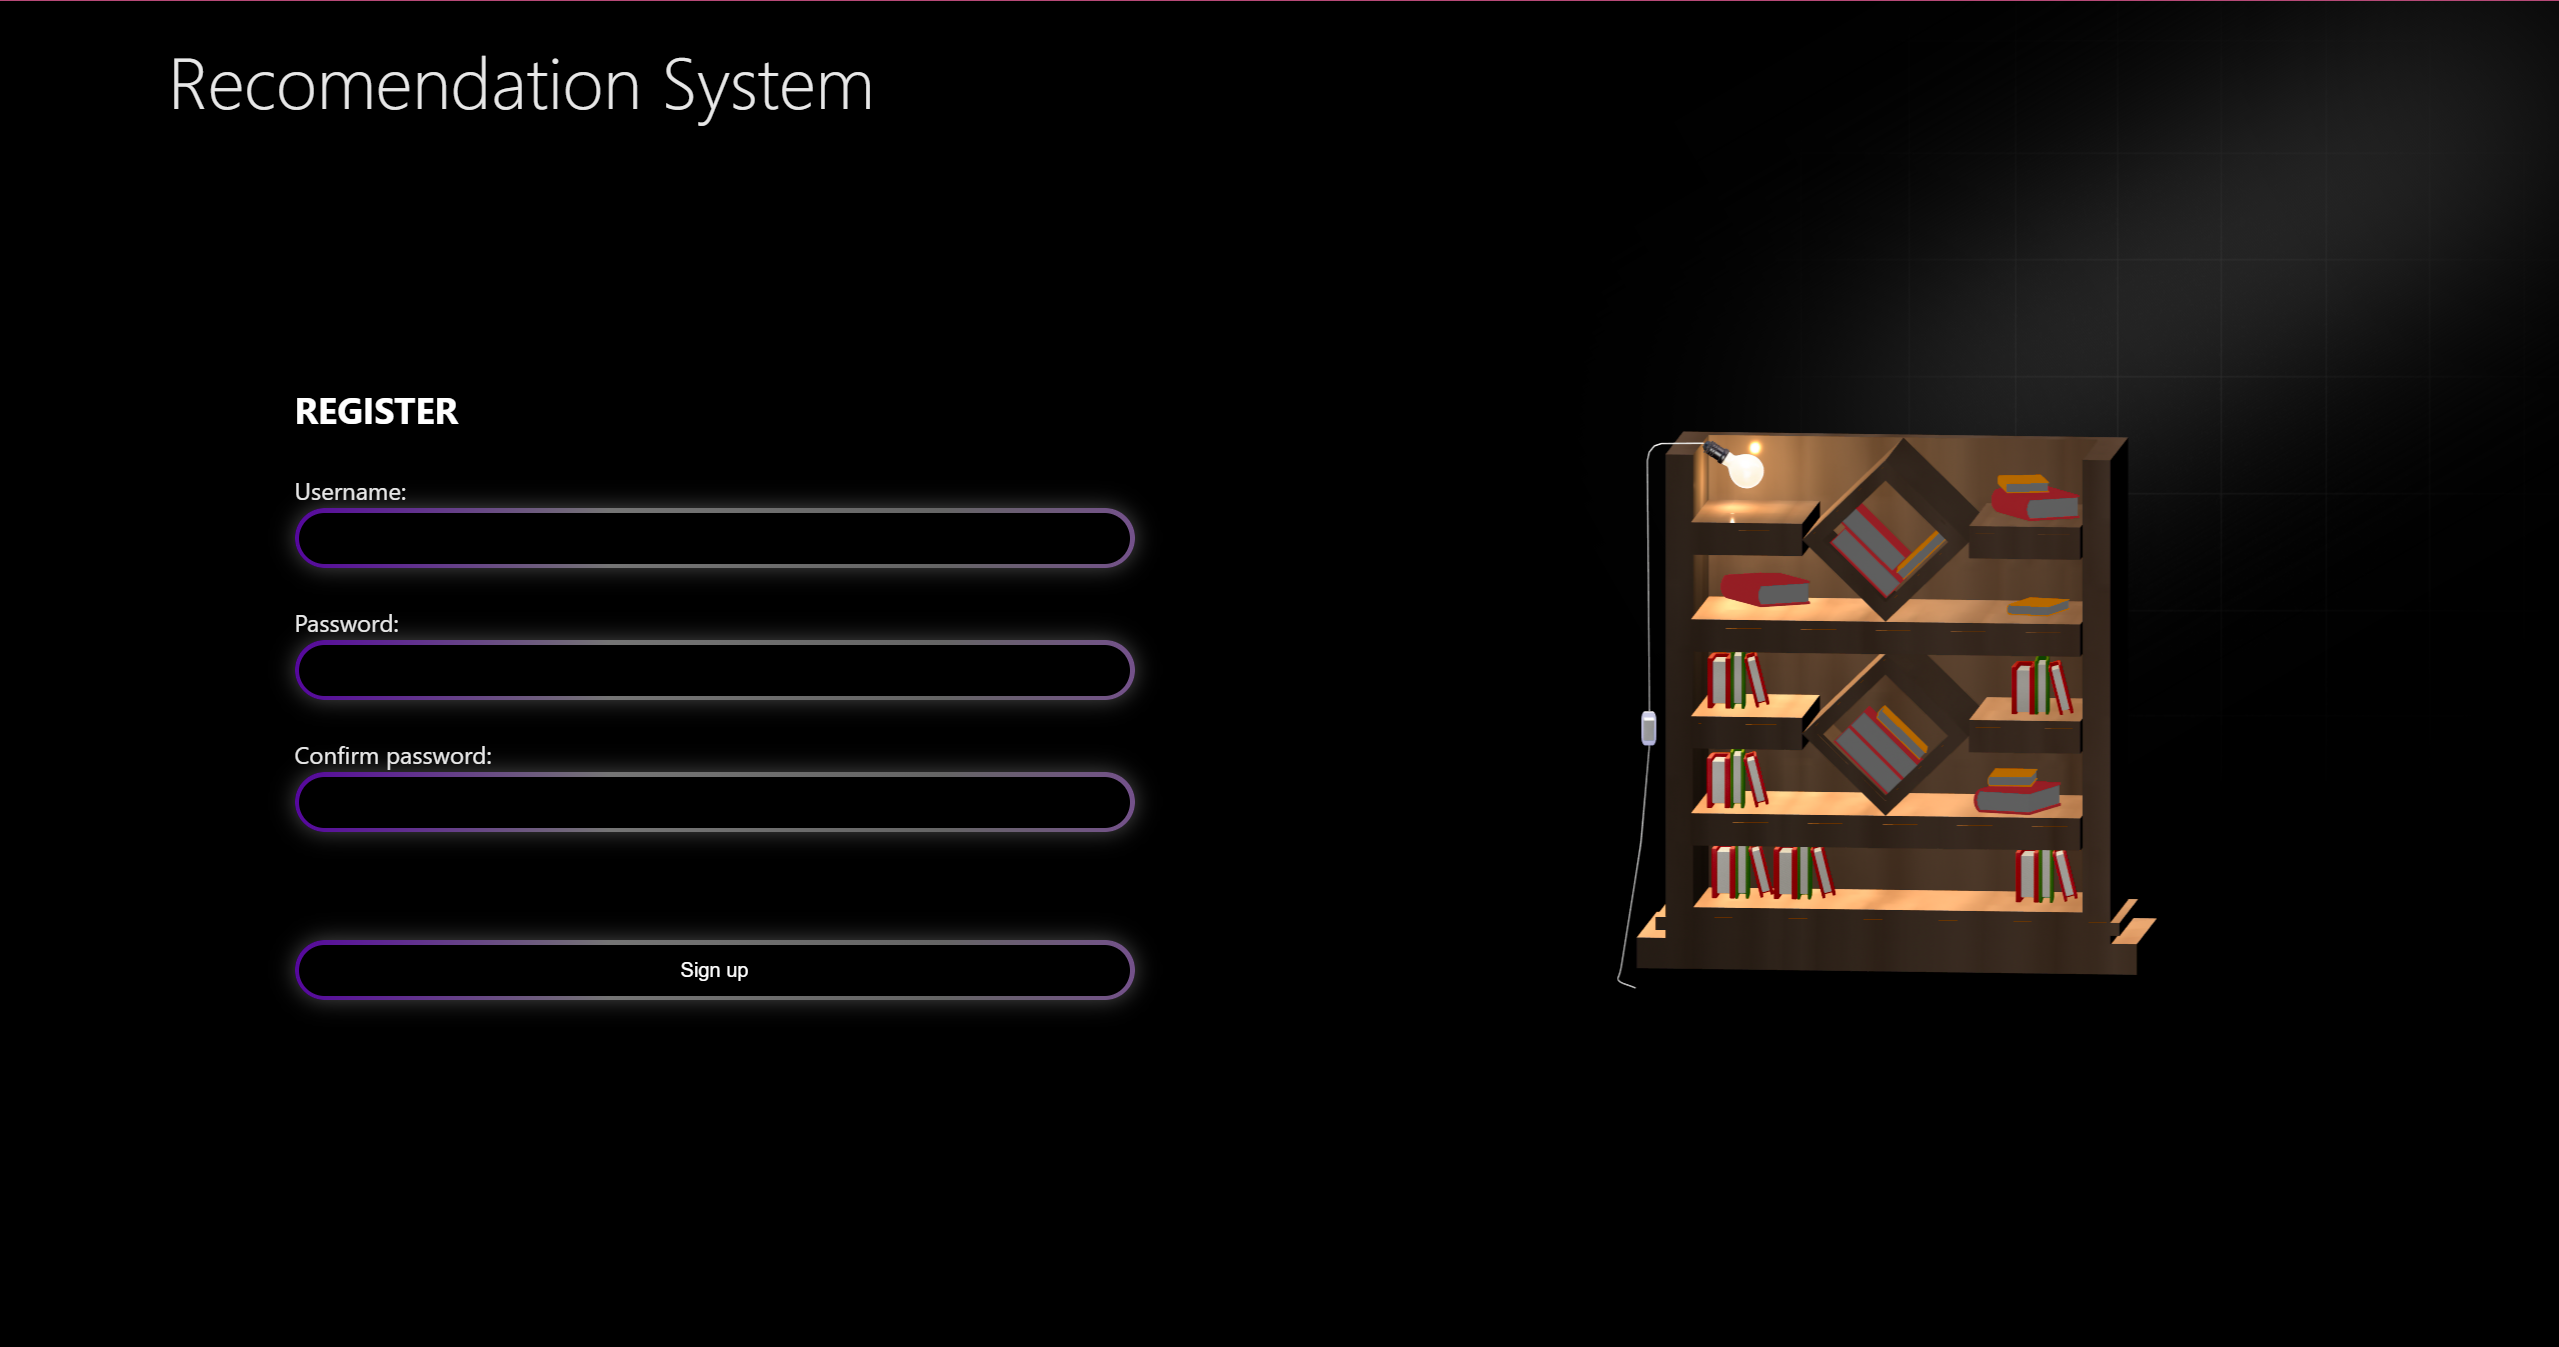 Recomendation System
REGISTER
Username:
Password:
Confirm password:
Sign up